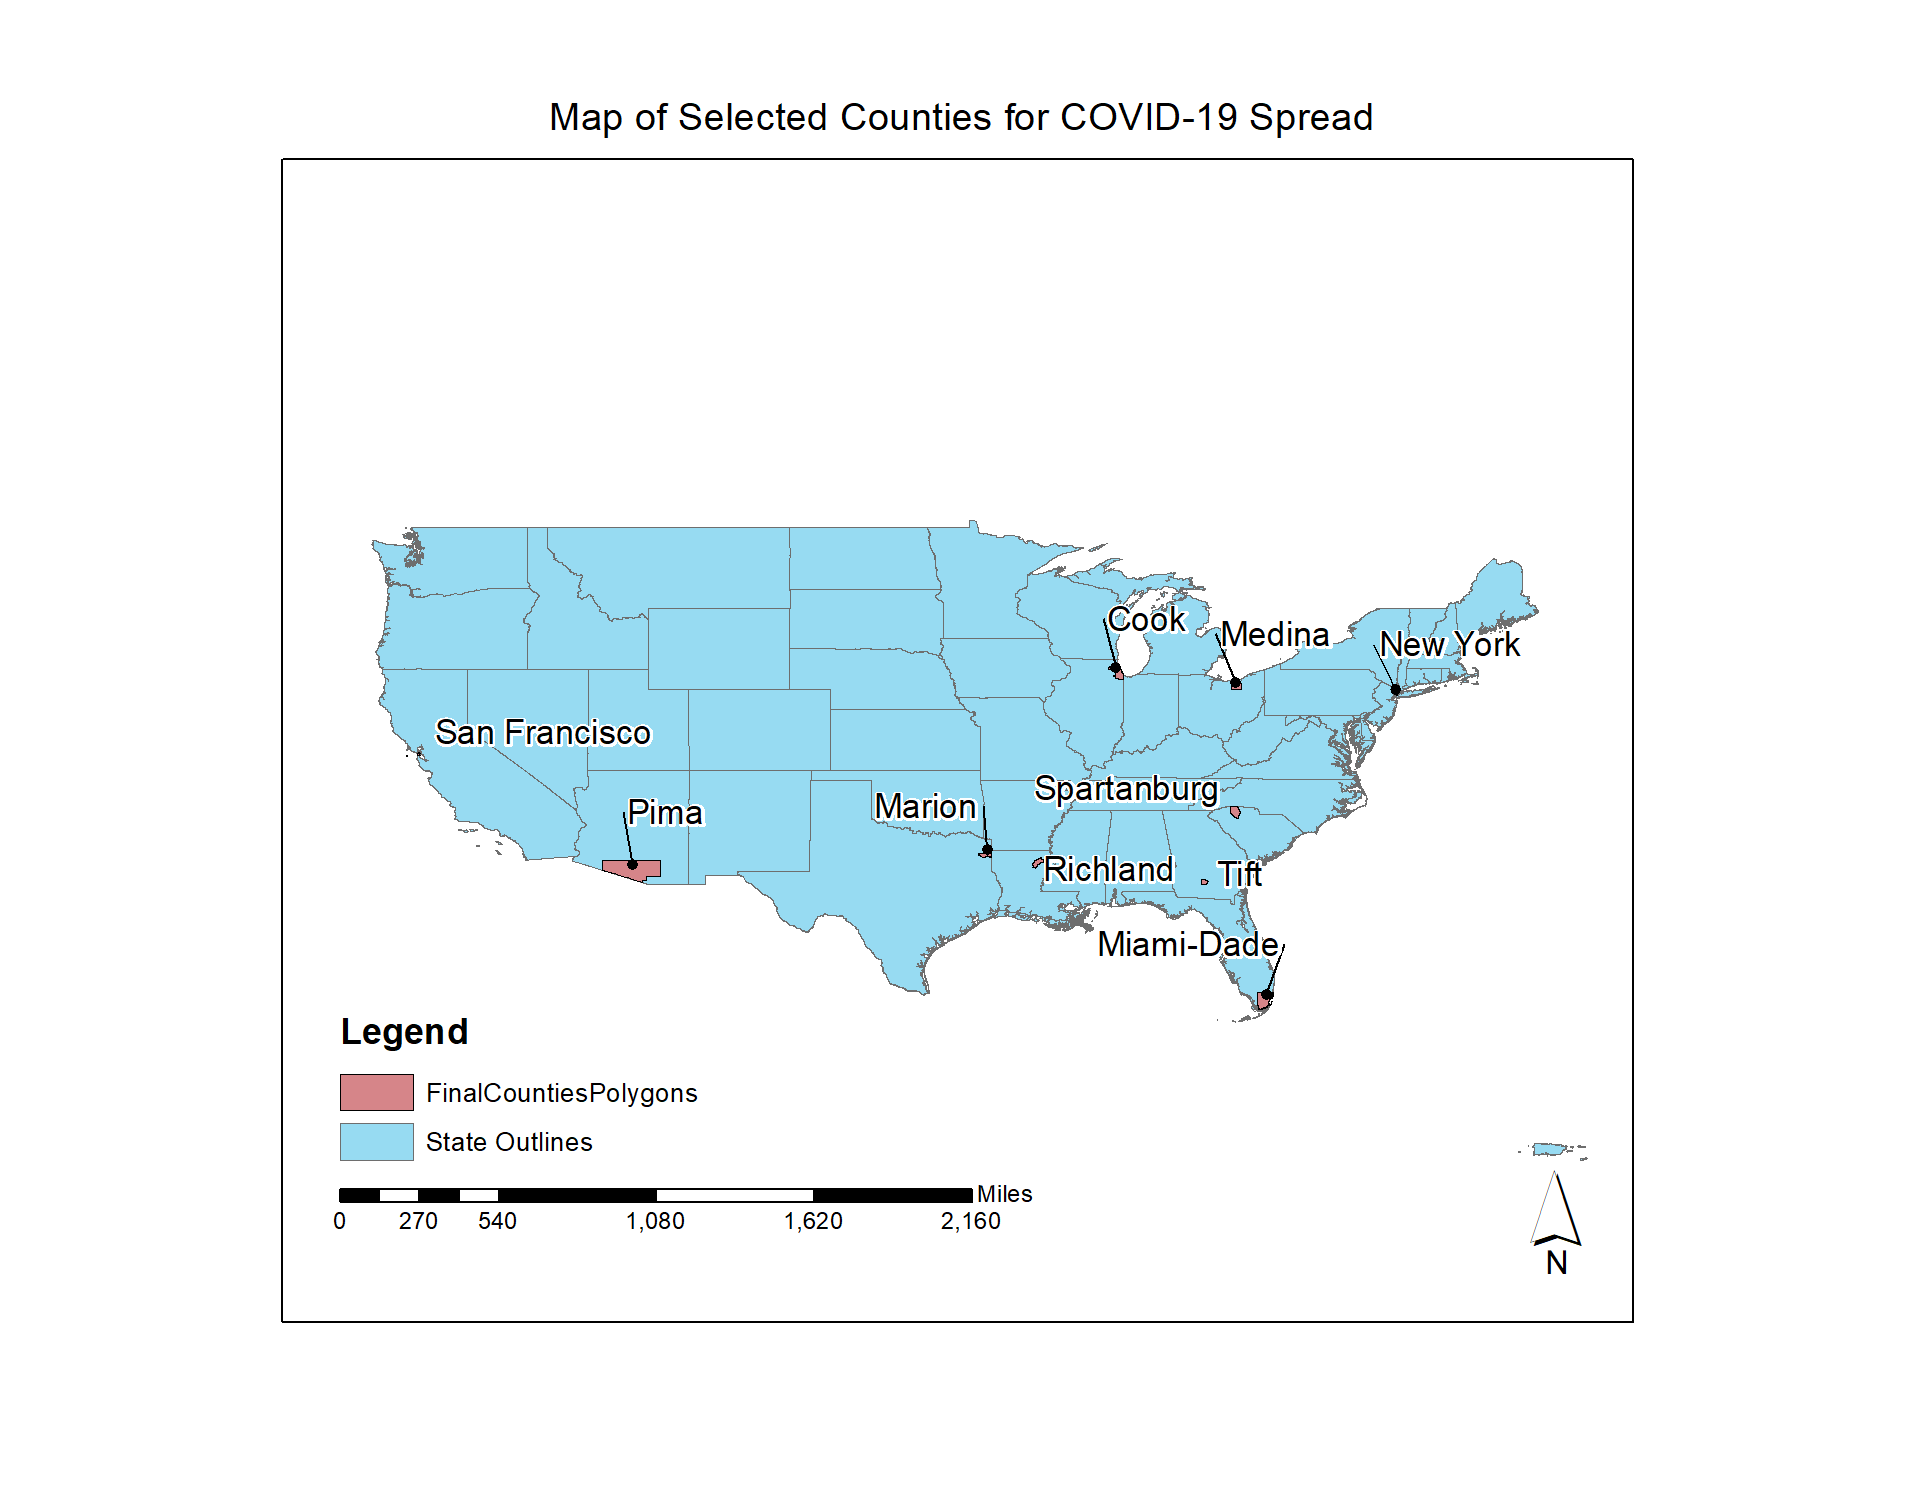 Map of Selected Counties for COVID-19 Spread
Cook
Medina
New York
San Francisco
Spartanburg
Marion
Pima
Richland
Tift
Miami-Dade
Legend
FinalCountiesPolygons
State Outlines
Miles
0 270 540 1,080 1,620 2,160
N